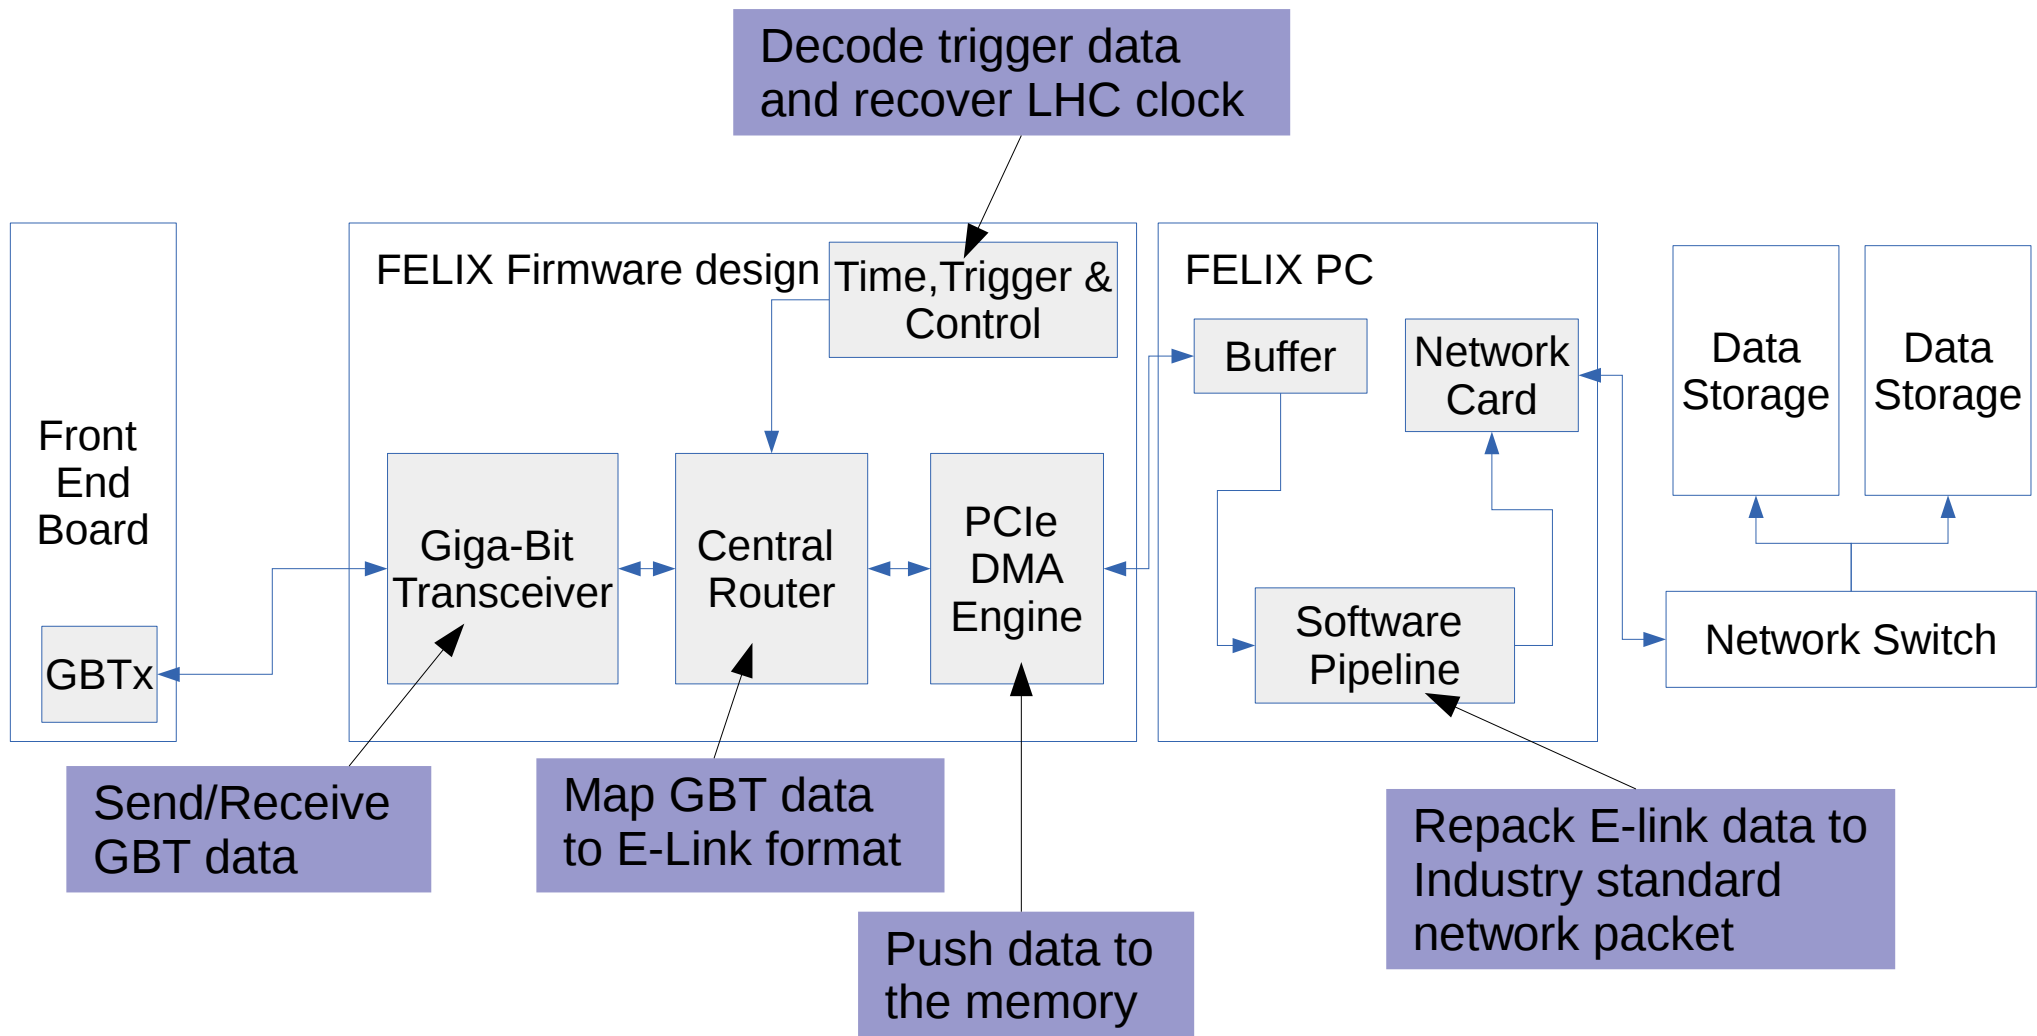 Decode trigger data
and recover LHC clock
Front
End
Board
GBTx
FELIX Firmware design
Time,Trigger &
Control
Giga-Bit
Transceiver
Central
Router
PCIe
DMA
Engine
FELIX PC
Buffer
Network
Card
Software
Pipeline
Data
Storage
Data
Storage
Network Switch
Send/Receive
GBT data
Map GBT data
to E-Link format
Push data to
the memory
Repack E-link data to
Industry standard
network packet